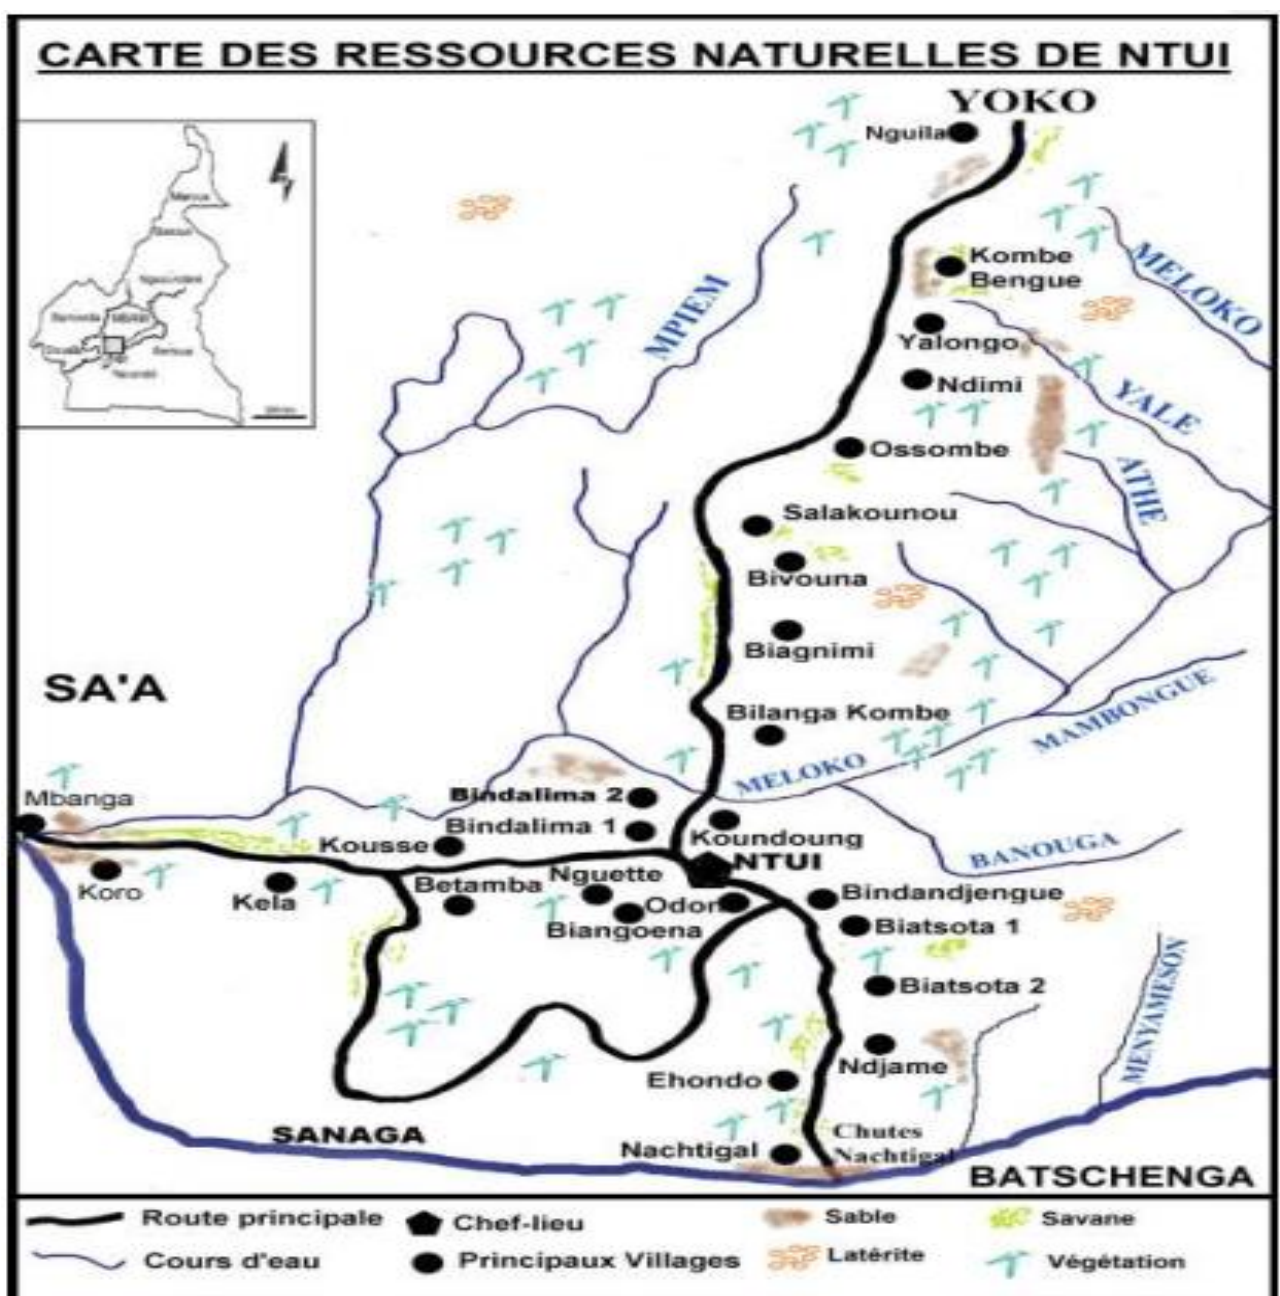 CARTE DES RESSOURCES NATURELLES DE NTUI
YOKO
Nguila
Kombe
Bengue
MELOKO
MPIEM
Yalongo
Ndimi
YALE
Ossombe
ATHE
Salakounou
Bivouna
Biagnimi
SA'A
Bilanga Kombe
MAMBONGUE
MELOKO
Mbanga
Bindalima 2
Bindalima 1
Kousse
Koundoung
NTUI
BANOUGA
Koro
Kela
Betamba
Nguette
Odon
Biangoena
Bindandjengue
Biatsota 1
Biatsota 2
MENYAMESON
Ndjame
Ehondo
SANAGA
Nachtigal
Chutes
Nachtigal
BATSCHENGA
Route principale
Chef-lieu
Sable
Savane
Cours d'eau
Principaux Villages
Latérite
Végétation